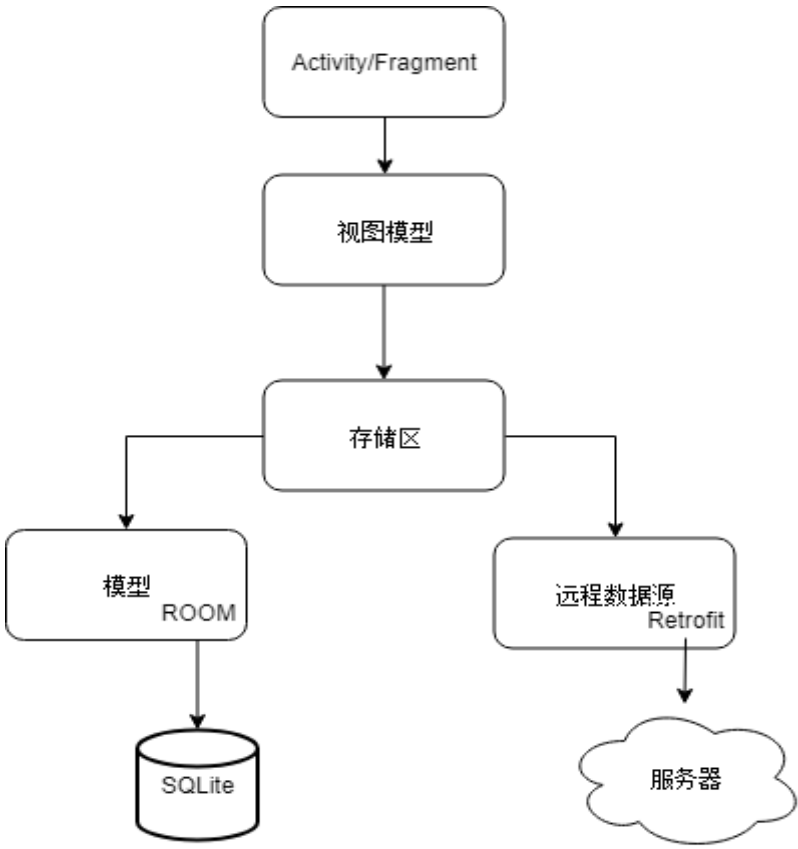 Activity/Fragment
视图模型
存储区
模型
ROOM
远程数据源
Retrofit
SQLite
服务器